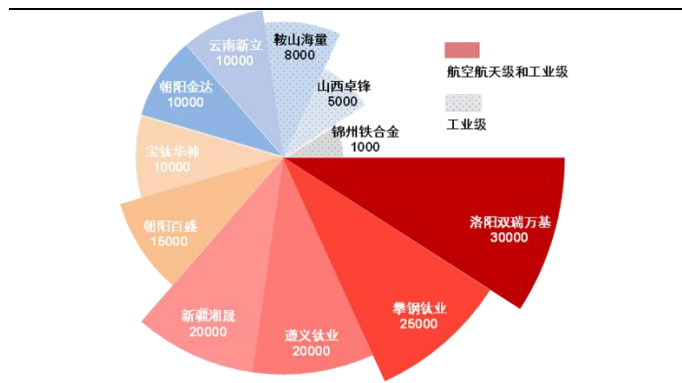 鞍山海量
8000
云南新立
10000
山西卓锋
5000
朝阳金达
10000
锦州铁合金
1000
宝钛华神
10000
朝阳百盛
15000
洛阳双瑞万基
30000
新疆湘晟
20000
遵义钛业
20000
攀钢钛业
25000
航空航天级和工业级
工业级